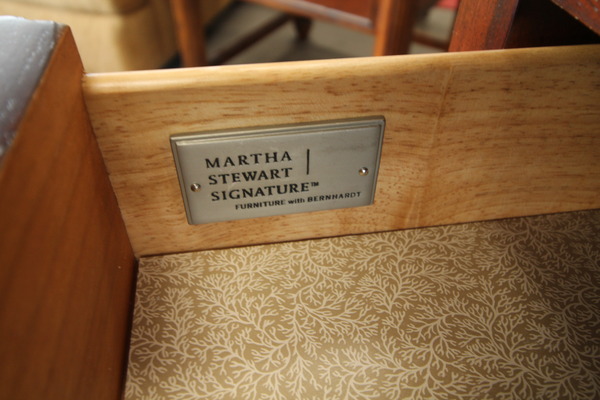 MARTHA
STEWART
SIGNATURE™
FURNITURE with BERNHARDT